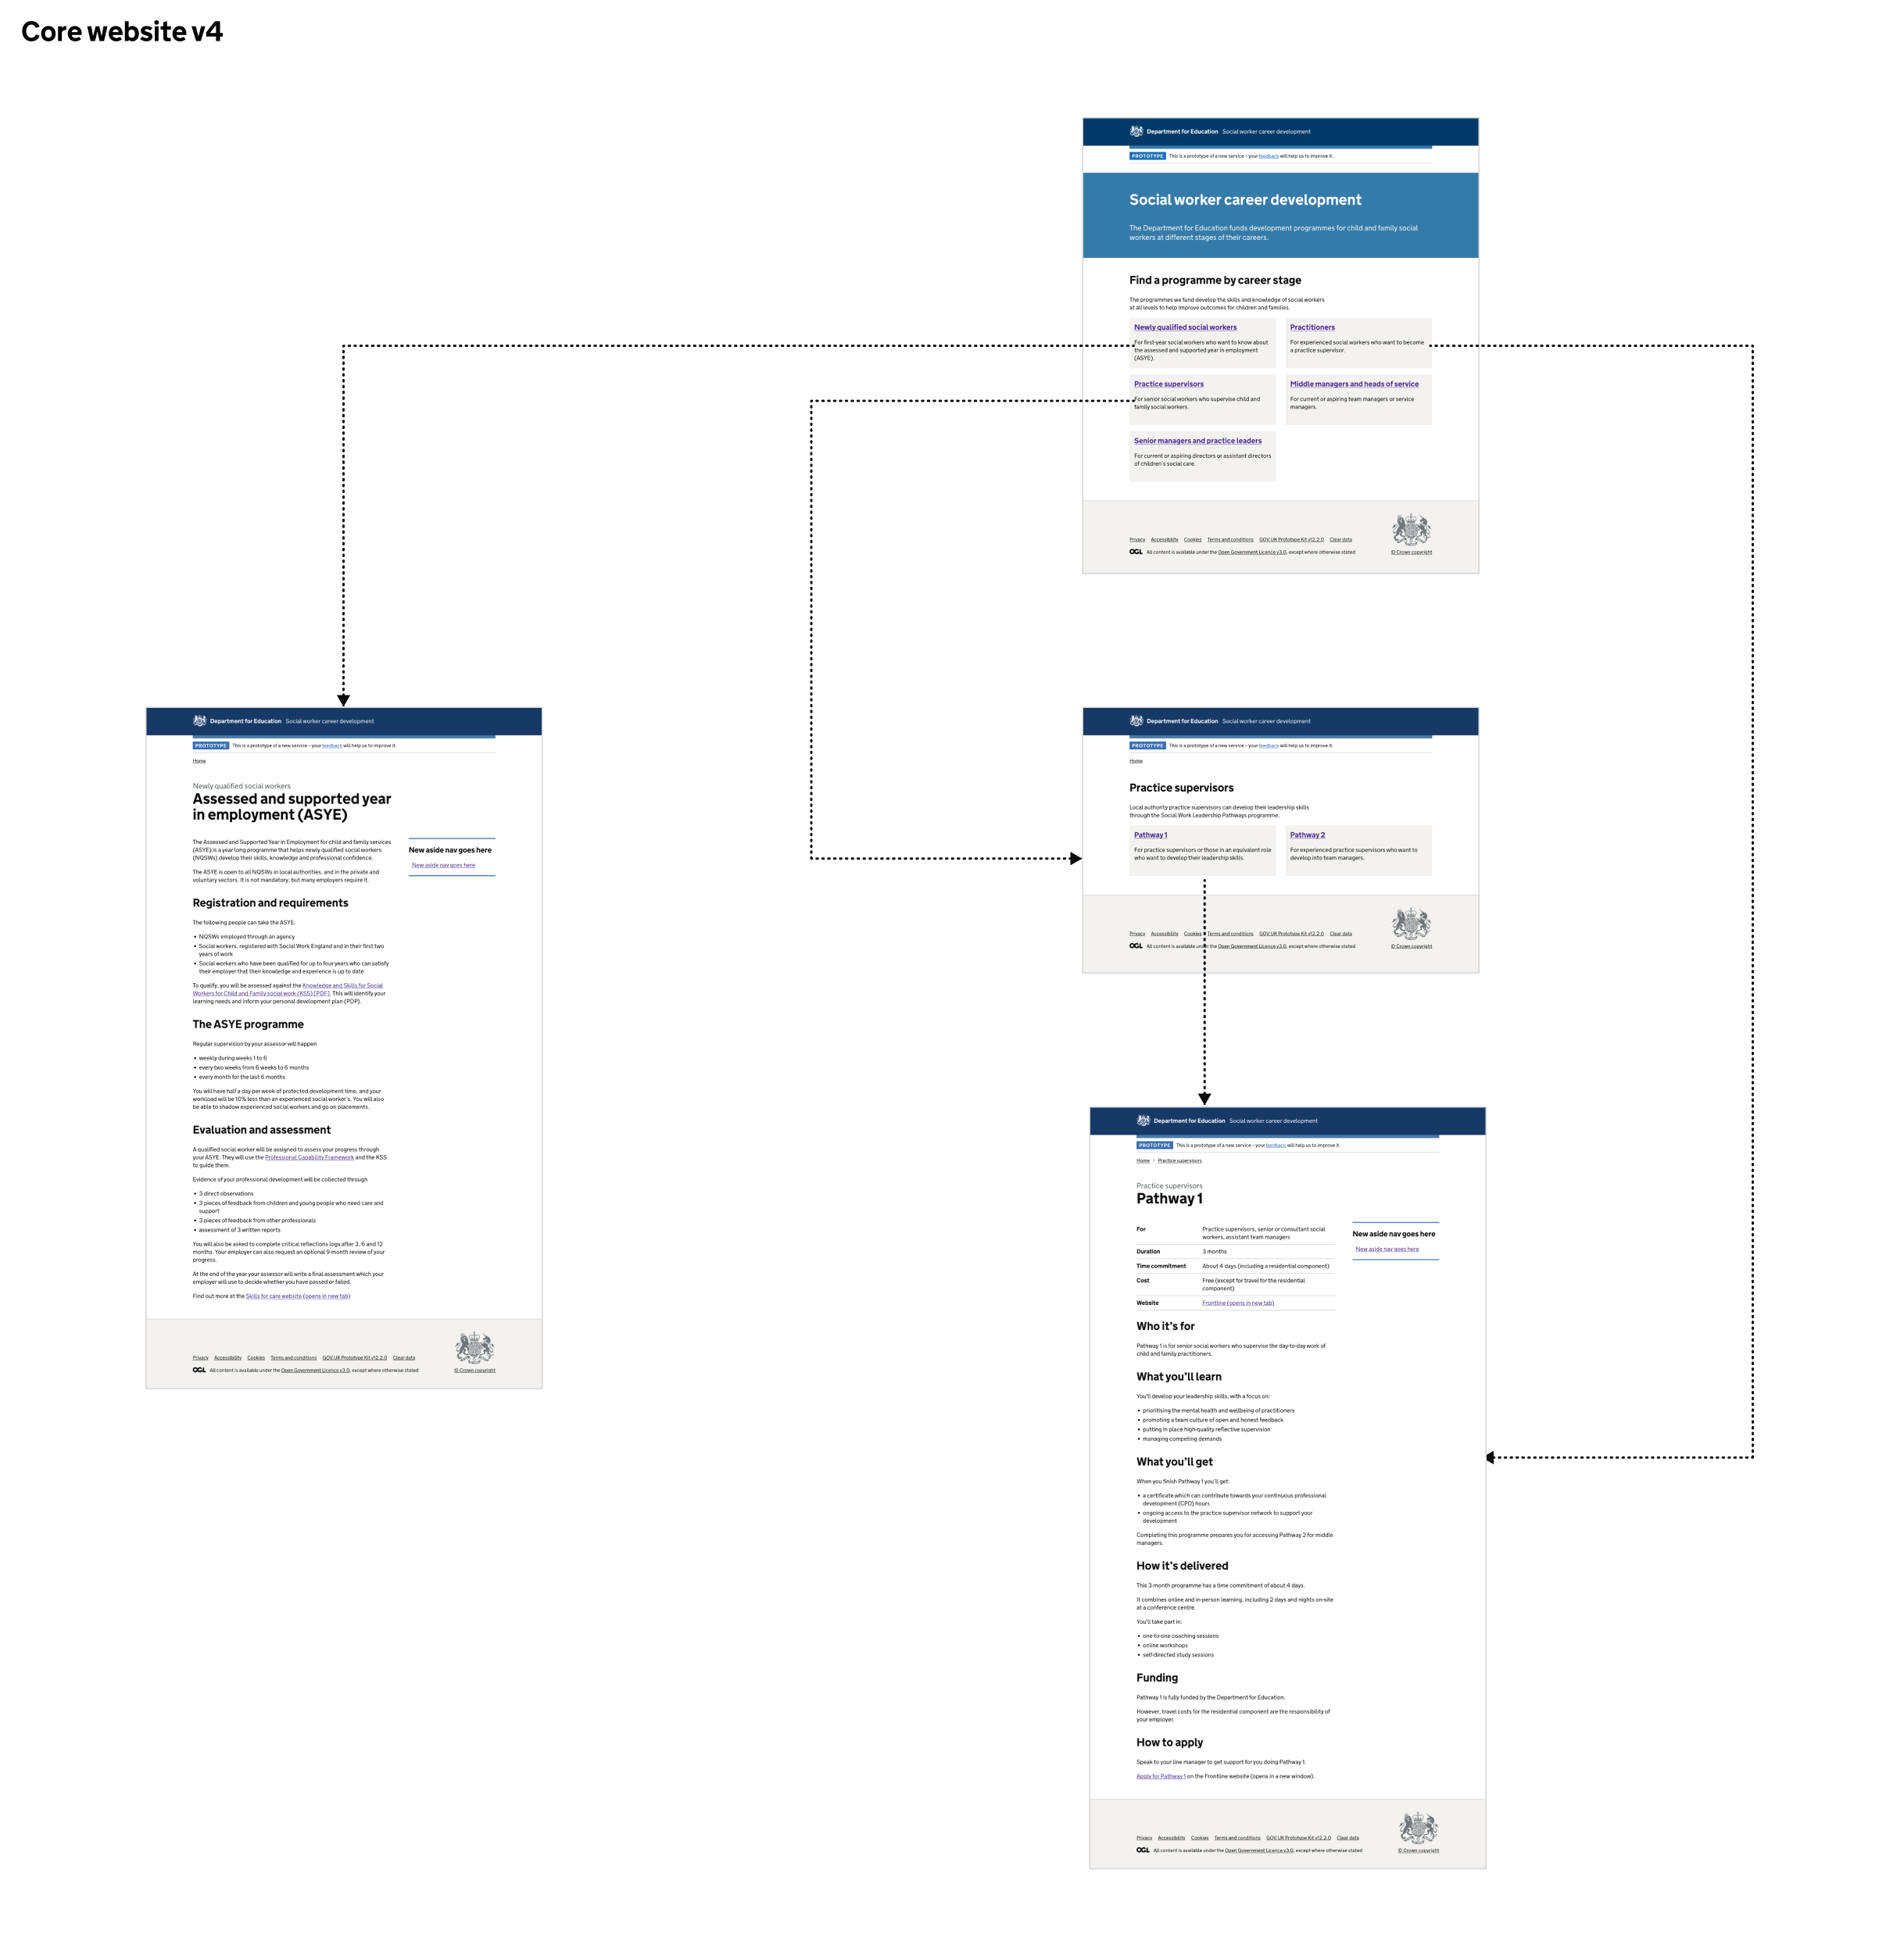 Core website v4
Department for Education Social worker career development
PROTOTYPE This is a prototype of a new service – your feedback will help us to improve it.
Social worker career development
The Department for Education funds development programmes for child and family social
workers at different stages of their careers.
Find a programme by career stage
The programmes we fund develop the skills and knowledge of social workers
at all levels to help improve outcomes for children and families.
Newly qualified social workers
For first-year social workers who want to know about
the assessed and supported year in employment
(ASYE).
Practitioners
For experienced social workers who want to become
a practice supervisor.
Practice supervisors
For senior social workers who supervise child and
family social workers.
Middle managers and heads of service
For current or aspiring team managers or service
managers.
Senior managers and practice leaders
For current or aspiring directors or assistant directors
of children's social care.
Privacy Accessibility Cookies Terms and conditions GOV.UK Prototype Kit v12.2.0 Clear data
OGL All content is available under the Open Government Licence v3.0, except where otherwise stated
© Crown copyright
Department for Education Social worker career development
PROTOTYPE This is a prototype of a new service – your feedback will help us to improve it.
Home
Newly qualified social workers
Assessed and supported year
in employment (ASYE)
The Assessed and Supported Year in Employment for child and family services
(ASYE) is a year-long programme that helps newly qualified social workers
(NQSWs) develop their skills, knowledge and professional confidence.
The ASYE is open to all NQSWs in local authorities, and in the private and
voluntary sectors. It is not mandatory, but many employers require it.
New aside nav goes here
New aside nav goes here
Registration and requirements
The following people can take the ASYE:
• NQSWs employed through an agency
• Social workers, registered with Social Work England and in their first two
years of work
• Social workers who have been qualified for up to four years who can satisfy
their employer that their knowledge and experience is up to date
To qualify, you will be assessed against the Knowledge and Skills for Social
Workers for Child and Family social work (KSS) [PDF]. This will identify your
learning needs and inform your personal development plan (PDP).
The ASYE programme
Regular supervision by your assessor will happen
• weekly during weeks 1 to 6
• every two weeks from 6 weeks to 6 months
• every month for the last 6 months
You will have half a day per week of protected development time, and your
workload will be 10% less than an experienced social worker's. You will also
be able to shadow experienced social workers and go on placements.
Evaluation and assessment
A qualified social worker will be assigned to assess your progress through
your ASYE. They will use the Professional Capability Framework and the KSS
to guide them.
Evidence of your professional development will be collected through
• 3 direct observations
• 3 pieces of feedback from children and young people who need care and
support
• 3 pieces of feedback from other professionals
• assessment of 3 written reports
You will also be asked to complete critical reflections logs after 3, 6 and 12
months. Your employer can also request an optional 9-month review of your
progress.
At the end of the year your assessor will write a final assessment which your
employer will use to decide whether you have passed or failed.
Find out more at the Skills for care website (opens in new tab)
Privacy Accessibility Cookies Terms and conditions GOV.UK Prototype Kit v12.2.0 Clear data
OGL All content is available under the Open Government Licence v3.0, except where otherwise stated
© Crown copyright
Department for Education Social worker career development
PROTOTYPE This is a prototype of a new service – your feedback will help us to improve it.
Home
Practice supervisors
Local authority practice supervisors can develop their leadership skills
through the Social Work Leadership Pathways programme.
Pathway 1
For practice supervisors or those in an equivalent role
who want to develop their leadership skills.
Pathway 2
For experienced practice supervisors who want to
develop into team managers.
Privacy Accessibility Cookies Terms and conditions GOV.UK Prototype Kit v12.2.0 Clear data
OGL All content is available under the Open Government Licence v3.0, except where otherwise stated
© Crown copyright
Department for Education Social worker career development
PROTOTYPE This is a prototype of a new service – your feedback will help us to improve it.
Home > Practice supervisors
Practice supervisors
Pathway 1
For Practice supervisors, senior or consultant social
workers, assistant team managers
Duration 3 months
Time commitment About 4 days (including a residential component)
Cost Free (except for travel for the residential
component)
Website Frontline (opens in new tab)
New aside nav goes here
New aside nav goes here
Who it's for
Pathway 1 is for senior social workers who supervise the day-to-day work of
child and family practitioners.
What you'll learn
You'll develop your leadership skills, with a focus on:
• prioritising the mental health and wellbeing of practitioners
• promoting a team culture of open and honest feedback
• putting in place high-quality reflective supervision
• managing competing demands
What you'll get
When you finish Pathway 1 you'll get:
• a certificate which can contribute towards your continuous professional
development (CPD) hours
• ongoing access to the practice supervisor network to support your
development
Completing this programme prepares you for accessing Pathway 2 for middle
managers.
How it's delivered
This 3-month programme has a time commitment of about 4 days.
It combines online and in-person learning, including 2 days and nights on-site
at a conference centre.
You'll take part in:
• one-to-one coaching sessions
• online workshops
• self-directed study sessions
Funding
Pathway 1 is fully funded by the Department for Education.
However, travel costs for the residential component are the responsibility of
your employer.
How to apply
Speak to your line manager to get support for you doing Pathway 1.
Apply for Pathway 1 on the Frontline website (opens in a new window).
Privacy Accessibility Cookies Terms and conditions GOV.UK Prototype Kit v12.2.0 Clear data
OGL All content is available under the Open Government Licence v3.0, except where otherwise stated
© Crown copyright